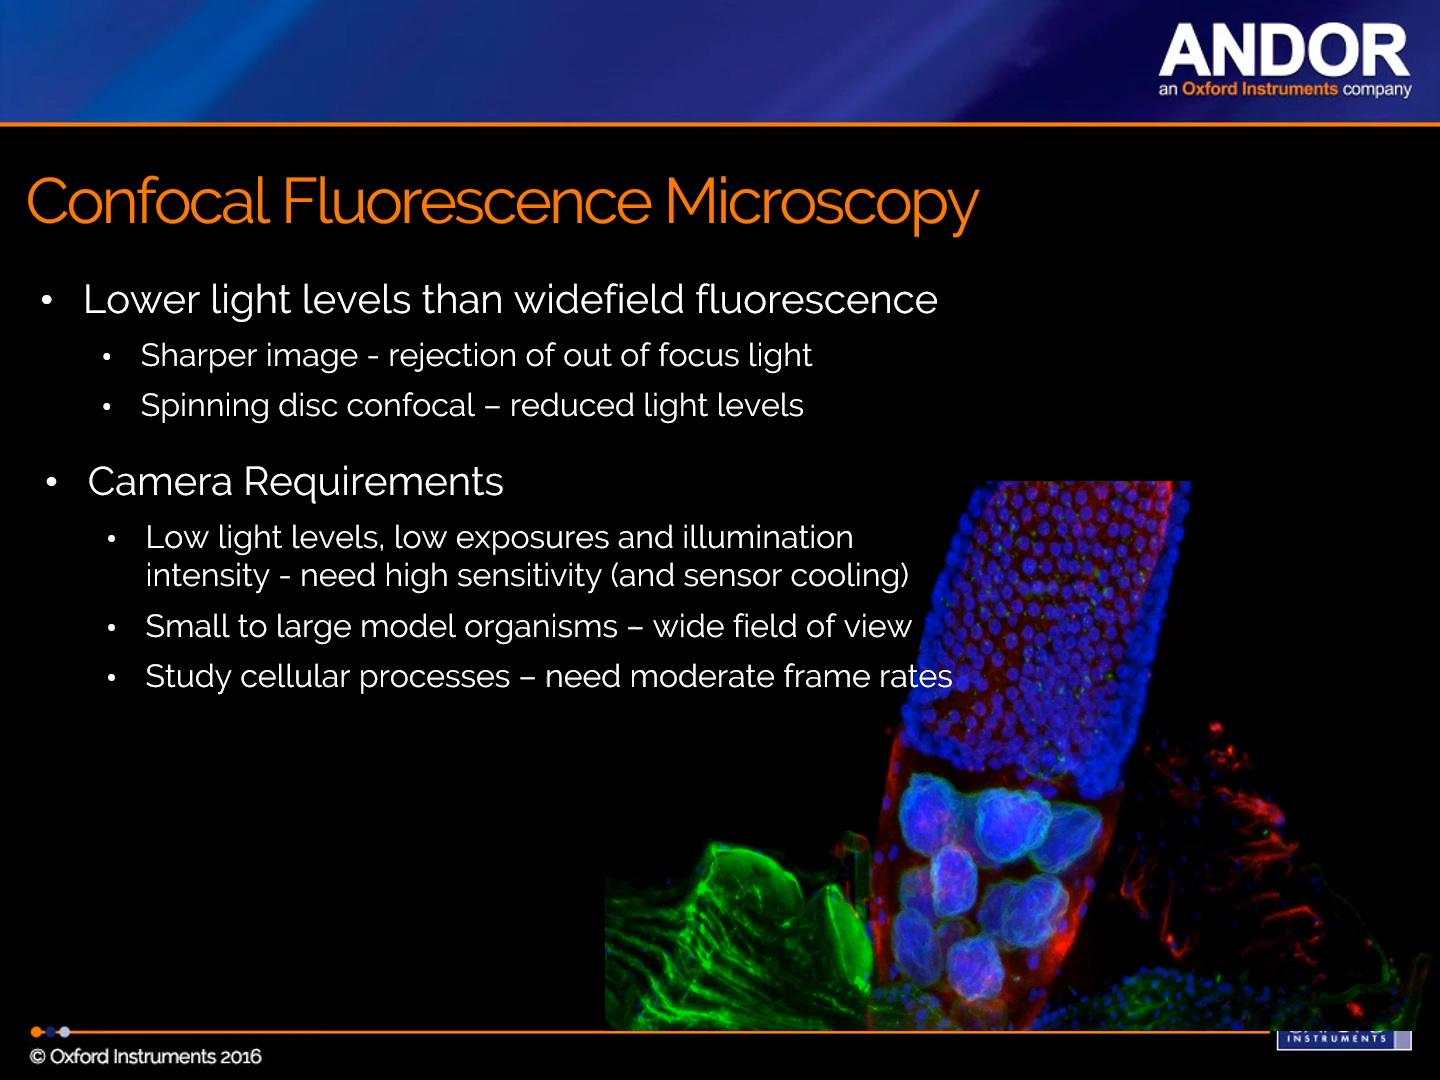 ANDOR
an Oxford Instruments company
Confocal Fluorescence Microscopy
• Lower light levels than widefield fluorescence
• Sharper image - rejection of out of focus light
• Spinning disc confocal – reduced light levels
• Camera Requirements
• Low light levels, low exposures and illumination
intensity - need high sensitivity (and sensor cooling)
• Small to large model organisms – wide field of view
• Study cellular processes – need moderate frame rates
INSTRUMENTS
© Oxford Instruments 2016